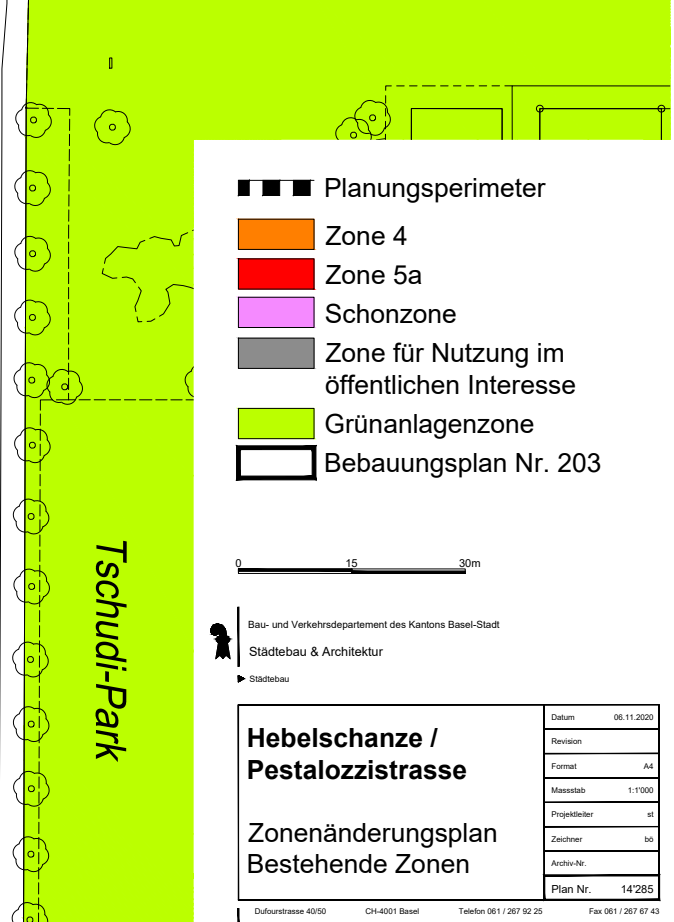 Planungsperimeter
Zone 4
Zone 5a
Schonzone
Zone für Nutzung im
öffentlichen Interesse
Grünanlagenzone
Bebauungsplan Nr. 203
0 15 30m
Tschudi-Park
Bau- und Verkehrsdepartement des Kantons Basel-Stadt
Städtebau & Architektur
Städtebau
Hebelschanze /
Pestalozzistrasse
Zonenänderungsplan
Bestehende Zonen
Datum 06.11.2020
Revision
Format A4
Massstab 1:1'000
Projektleiter st
Zeichner bö
Archiv-Nr.
Plan Nr. 14'285
Dufourstrasse 40/50 CH-4001 Basel Telefon 061 / 267 92 25 Fax 061 / 267 67 43